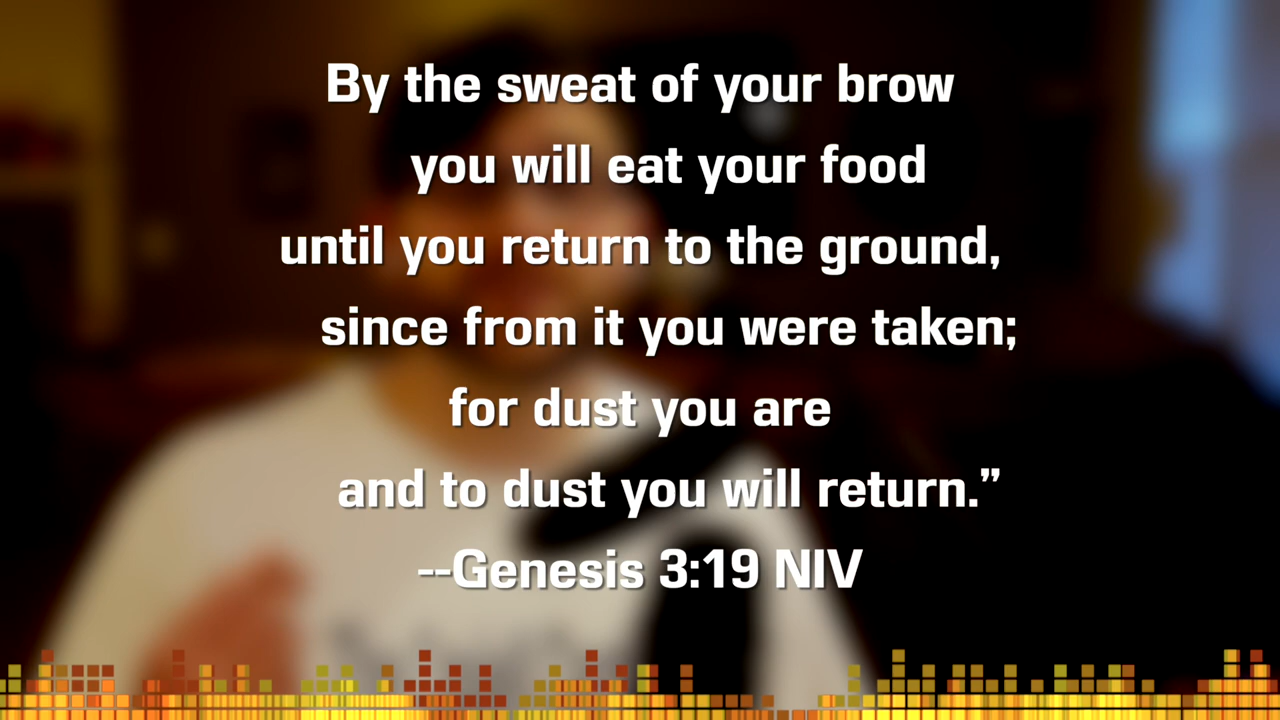 By the sweat of your brow
you will eat your food
until you return to the ground,
since from it you were taken;
for dust you are
and to dust you will return.”
--Genesis 3:19 NIV